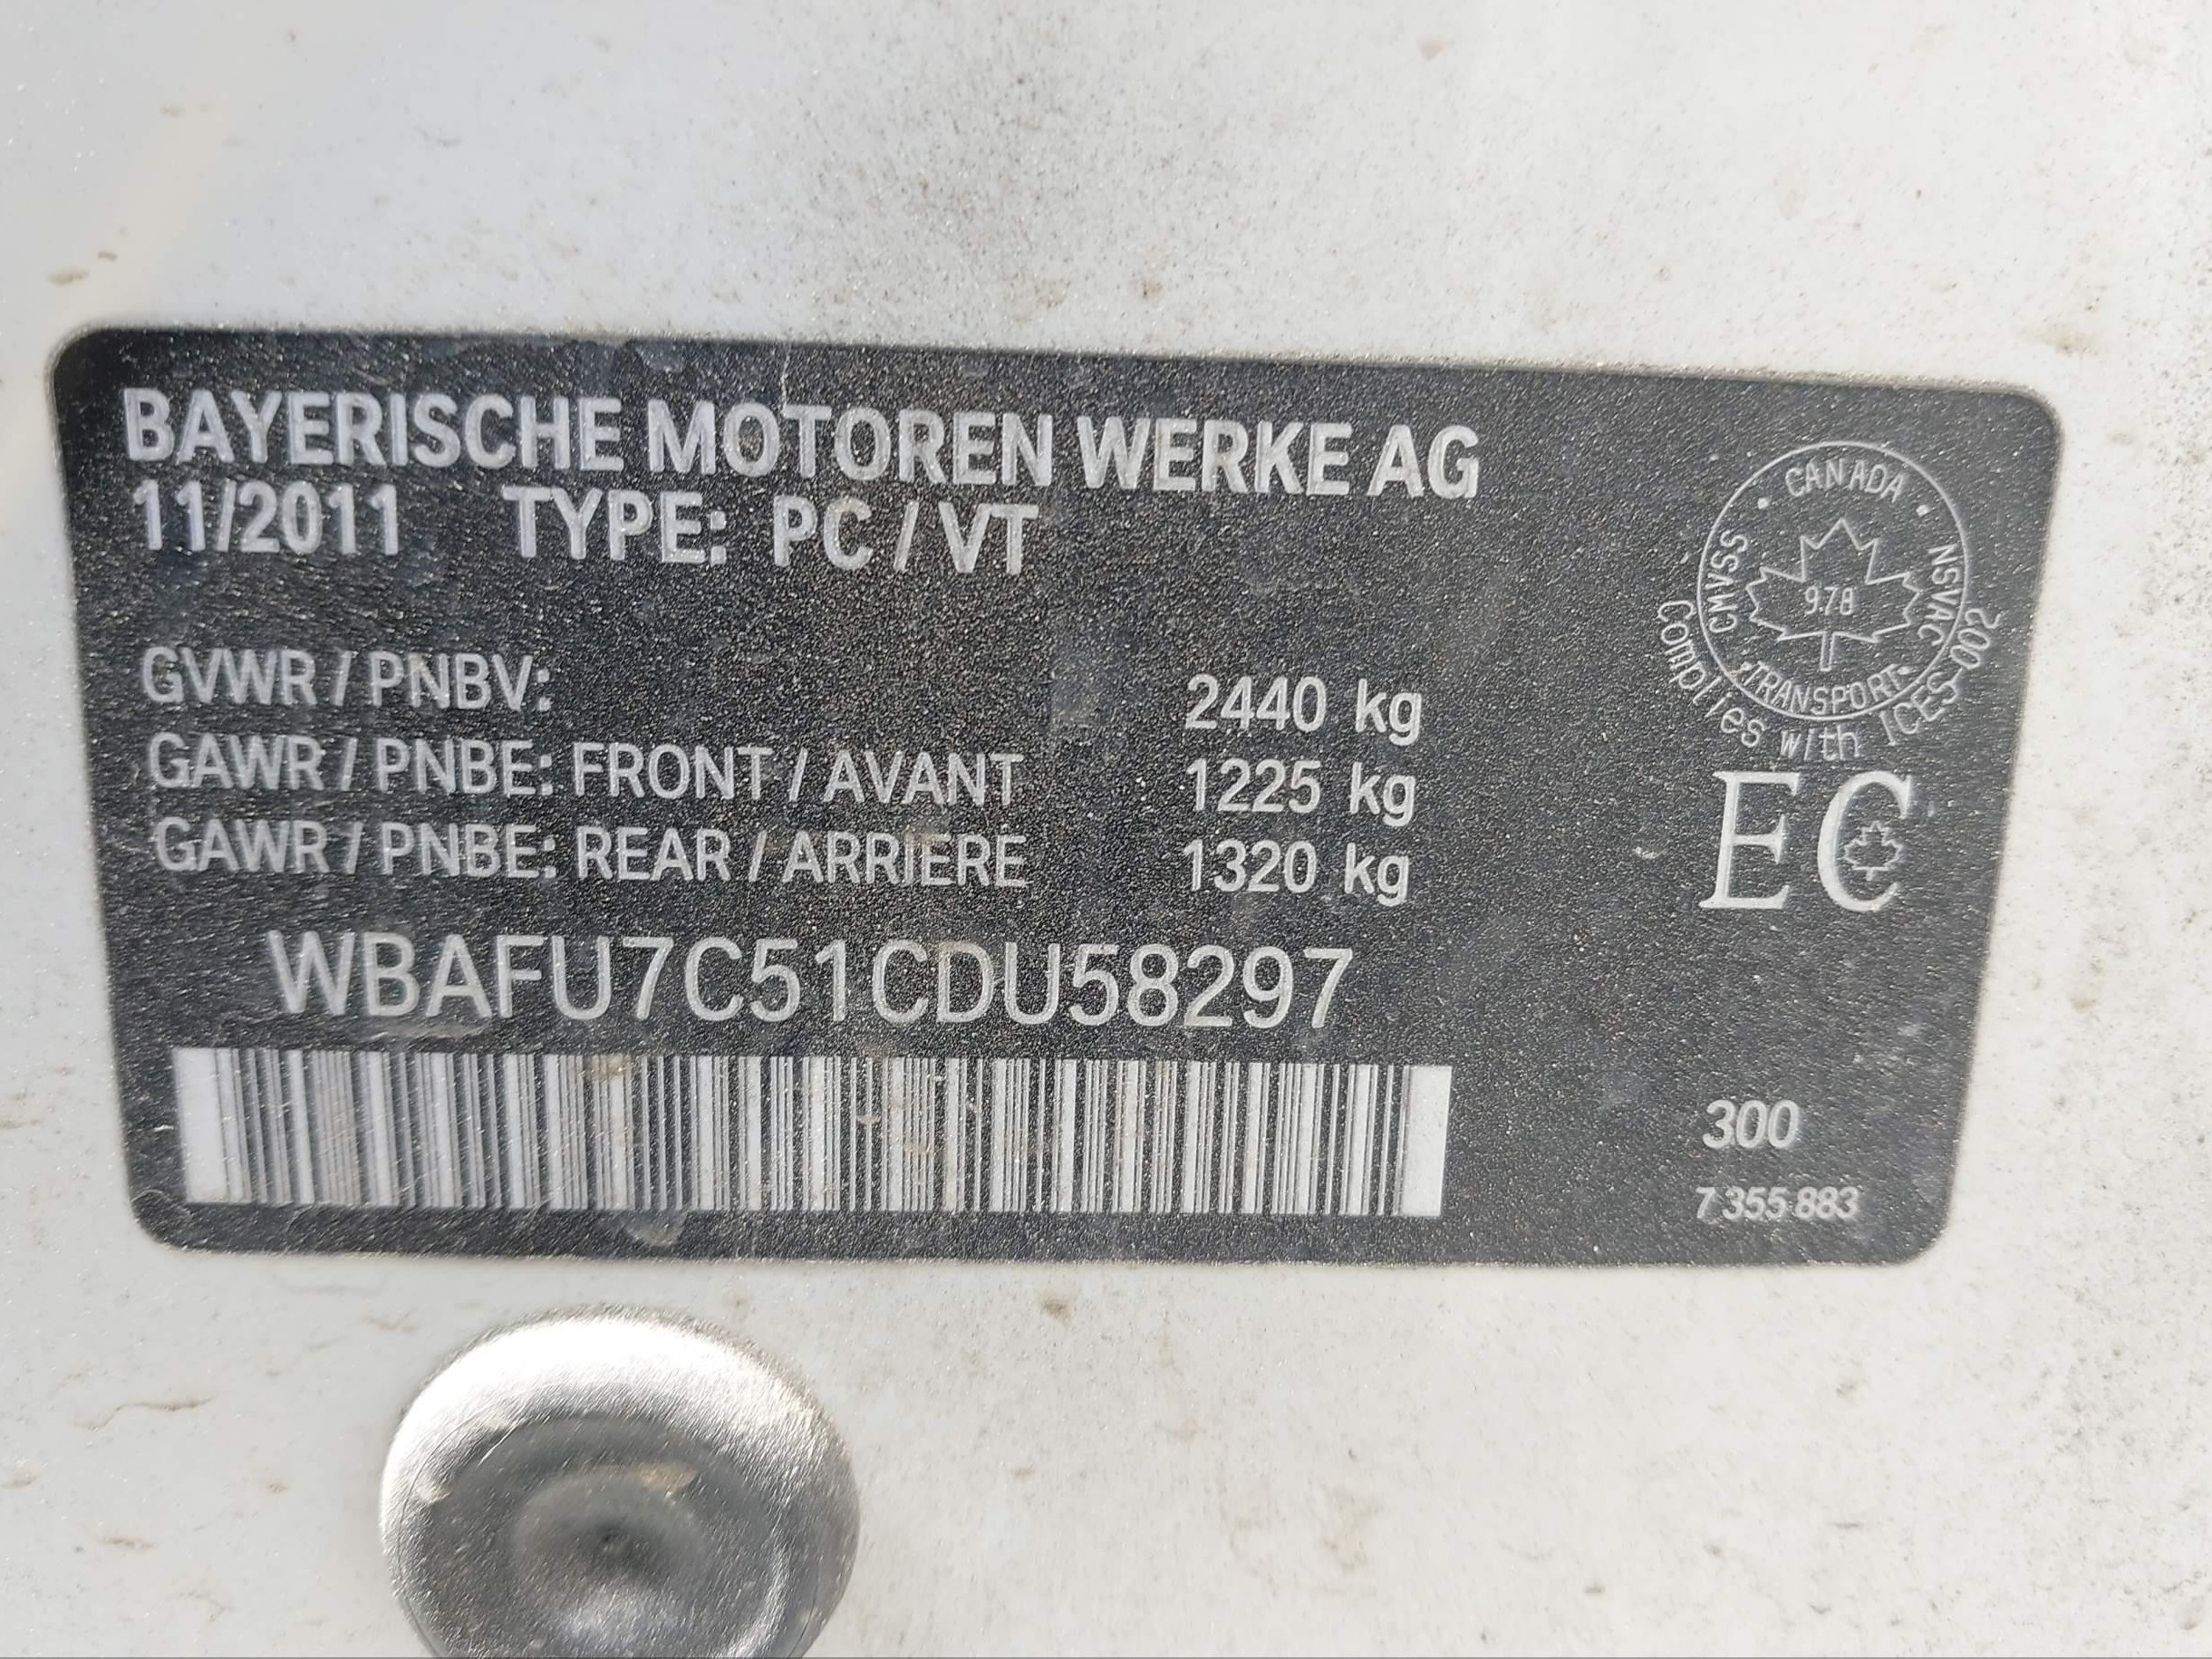 BAYERISCHE MOTOREN WERKE AG
11/2011 TYPE: PC / VT
GVWR / PNBV: 2440 kg
GAWR / PNBE: FRONT / AVANT 1225 kg
GAWR / PNBE: REAR / ARRIERE 1320 kg
WBAFU7C51CDU58297
CANADA
CMVSS
NSVAC
978
TRANSPORT
Complies with ICES-002
EC
300
7 355 883